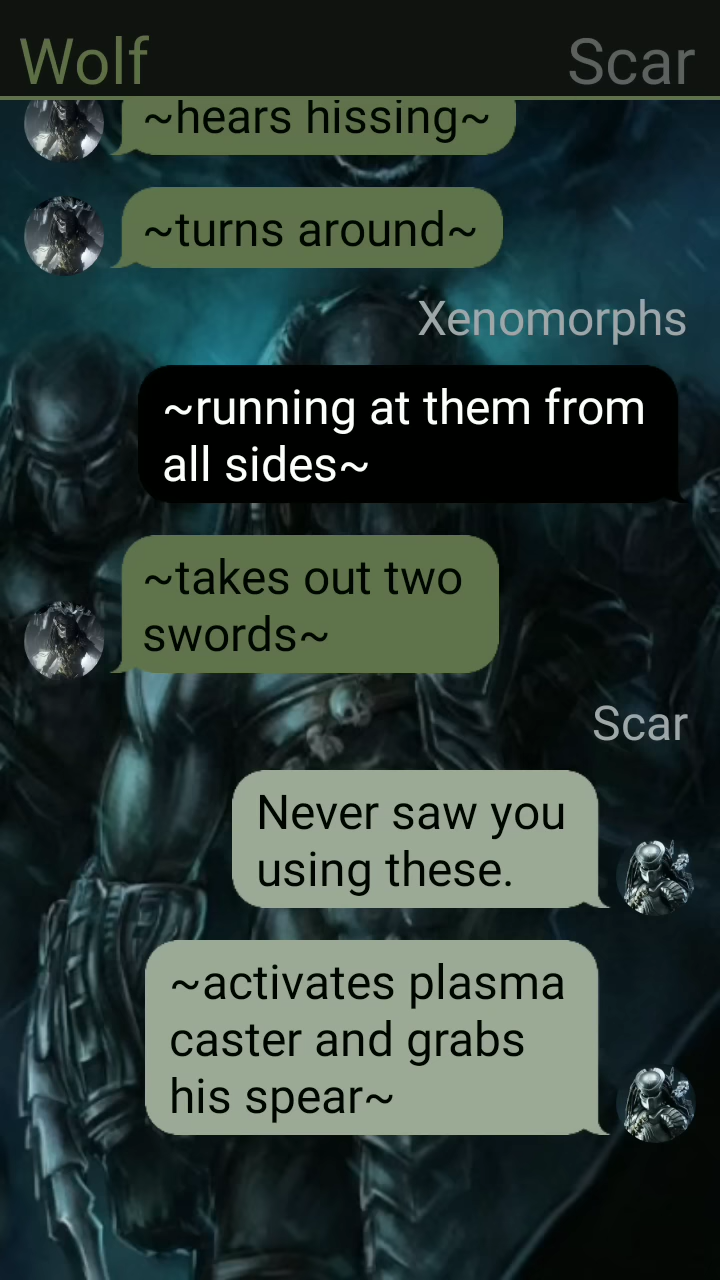 Wolf Scar
~hears hissing~
~turns around~
Xenomorphs
~running at them from
all sides~
~takes out two
swords~
Scar
Never saw you
using these.
~activates plasma
caster and grabs
his spear~